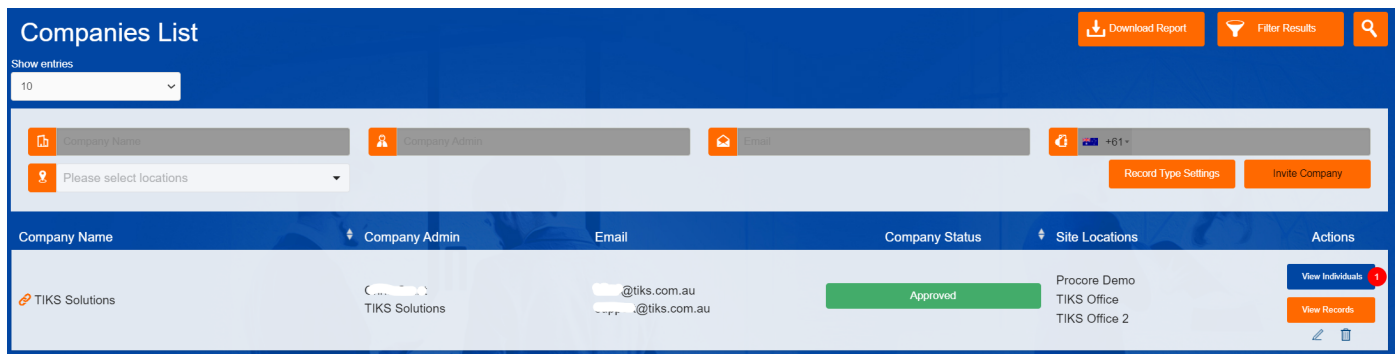 Companies List
Download Report
Filter Results
Show entries
10
Company Name
Company Admin
Email
+61
Please select locations
Record Type Settings
Invite Company
Company Name
Company Admin
Email
Company Status
Site Locations
Actions
TIKS Solutions
TIKS Solutions
@tiks.com.au
@tiks.com.au
Approved
Procore Demo
TIKS Office
TIKS Office 2
View Individuals
1
View Records